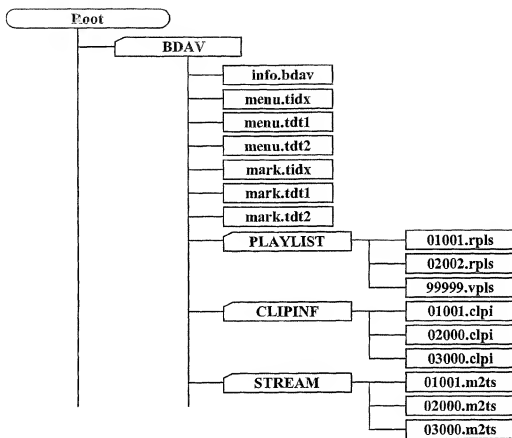 Root
BDAV
info.bdav
menu.tidx
menu.tdt1
menu.tdt2
mark.tidx
mark.tdt1
mark.tdt2
PLAYLIST
01001.rpls
02002.rpls
99999.vpls
CLIPINF
01001.clpi
02000.clpi
03000.clpi
STREAM
01001.m2ts
02000.m2ts
03000.m2ts